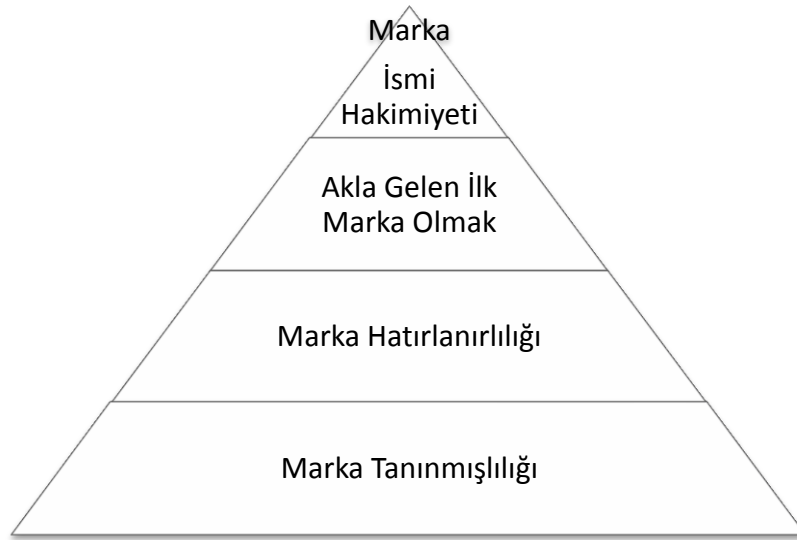 Marka
İsmi
Hakimiyeti
Akla Gelen İlk
Marka Olmak
Marka Hatırlanırlılığı
Marka Tanınmışlılığı